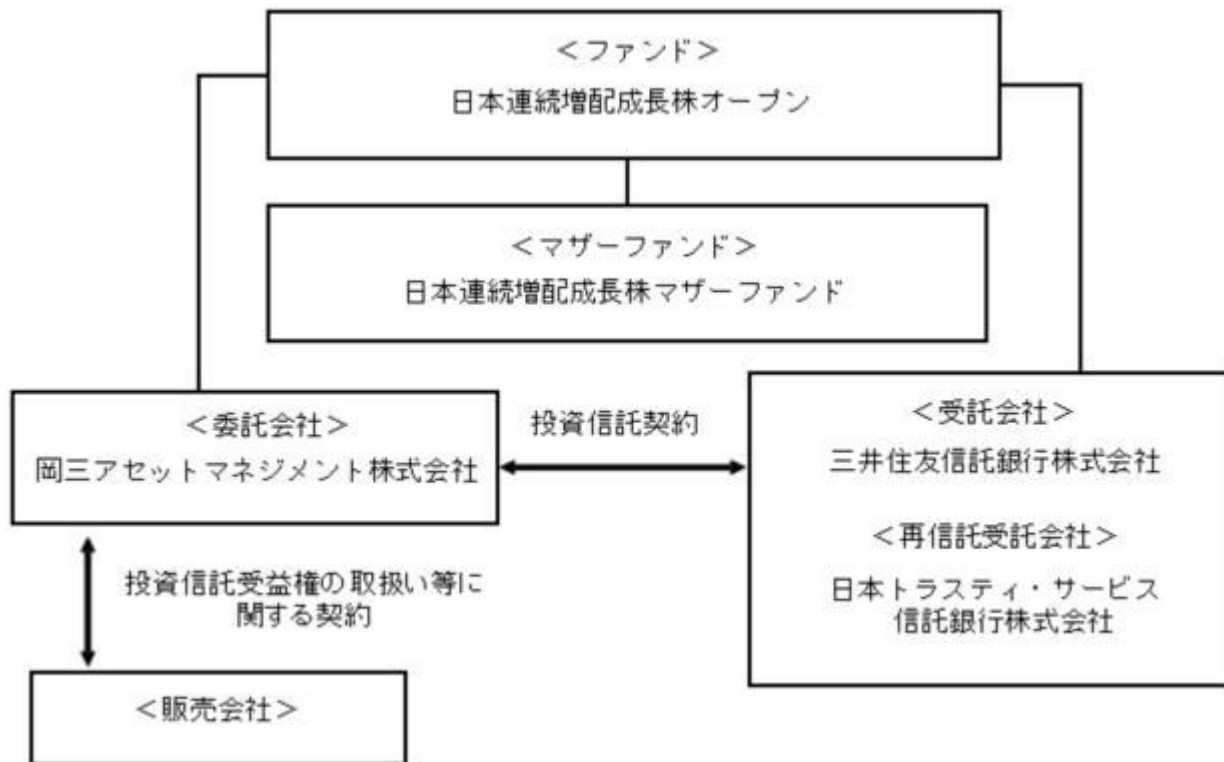 ＜ファンド＞
日本連続増配成長株オープン
＜マザーファンド＞
日本連続増配成長株マザーファンド
＜委託会社＞
岡三アセットマネジメント株式会社
投資信託契約
＜受託会社＞
三井住友信託銀行株式会社
＜再信託受託会社＞
日本トラスティ・サービス
信託銀行株式会社
投資信託受益権の取扱い等に
関する契約
＜販売会社＞